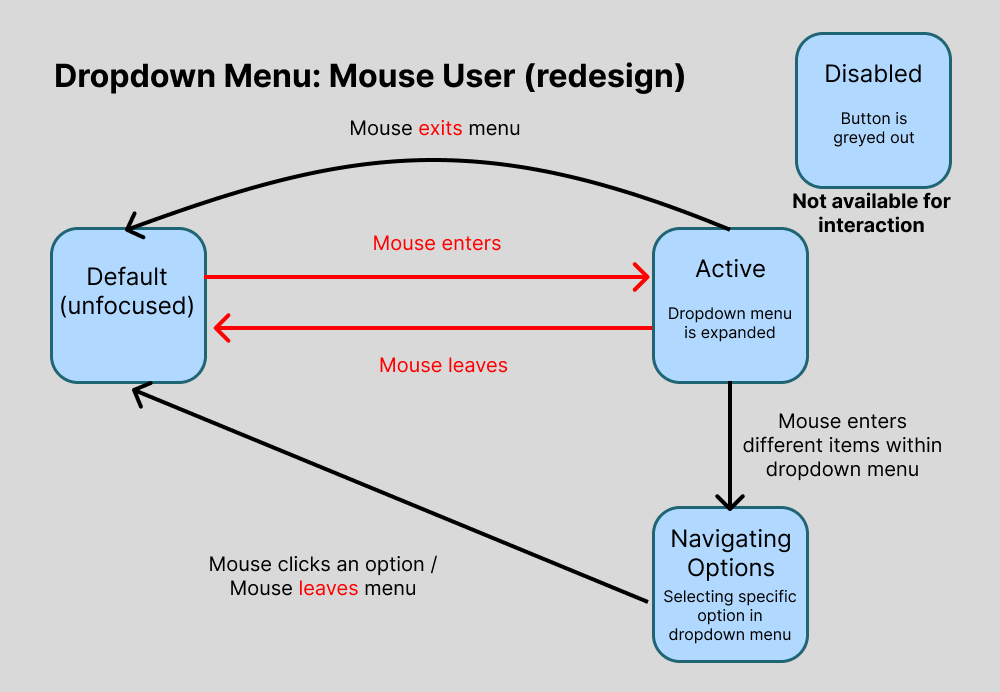 Dropdown Menu: Mouse User (redesign)
Disabled
Button is
greyed out
Not available for
interaction
Mouse exits menu
Default
(unfocused)
Mouse enters
Mouse leaves
Active
Dropdown menu
is expanded
Mouse enters
different items within
dropdown menu
Navigating
Options
Selecting specific
option in
dropdown menu
Mouse clicks an option /
Mouse leaves menu